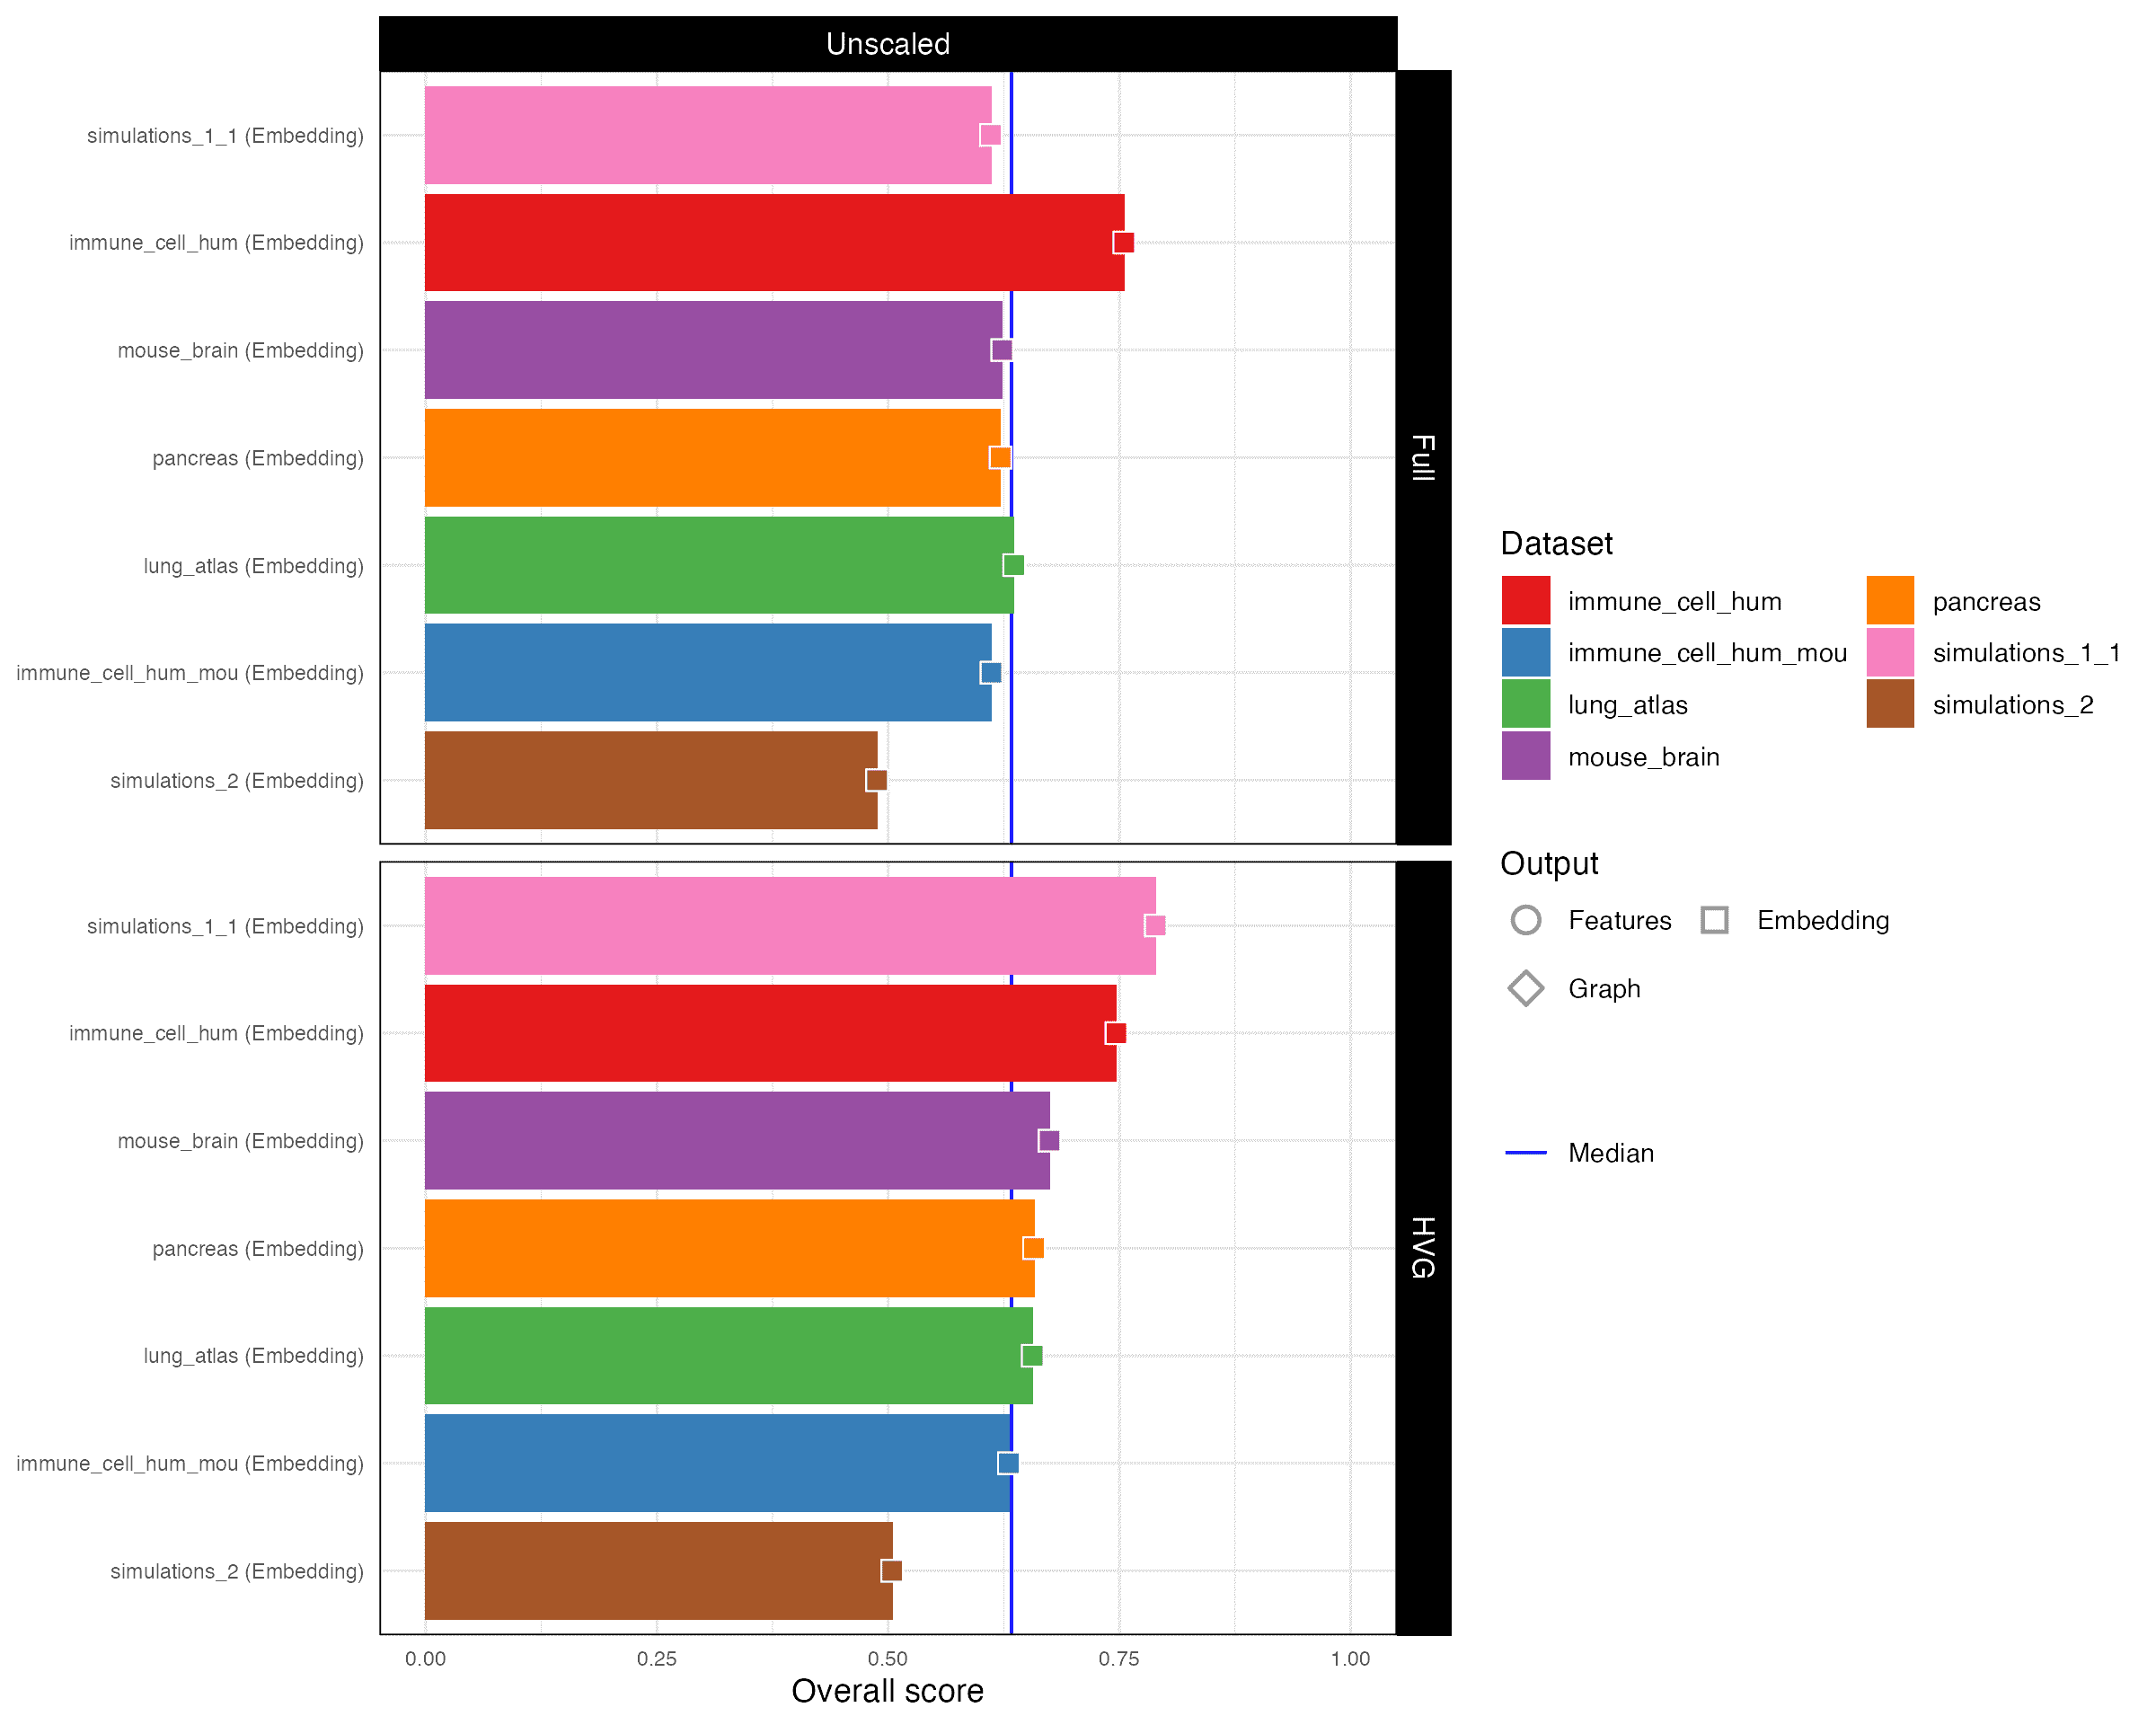 Unscaled
simulations_1_1 (Embedding)
immune_cell_hum (Embedding)
mouse_brain (Embedding)
pancreas (Embedding)
lung_atlas (Embedding)
immune_cell_hum_mou (Embedding)
simulations_2 (Embedding)
Full
simulations_1_1 (Embedding)
immune_cell_hum (Embedding)
mouse_brain (Embedding)
pancreas (Embedding)
lung_atlas (Embedding)
immune_cell_hum_mou (Embedding)
simulations_2 (Embedding)
HVG
0.00 0.25 0.50 0.75 1.00
Overall score
Dataset
immune_cell_hum
immune_cell_hum_mou
lung_atlas
mouse_brain
pancreas
simulations_1_1
simulations_2
Output
Features
Embedding
Graph
Median